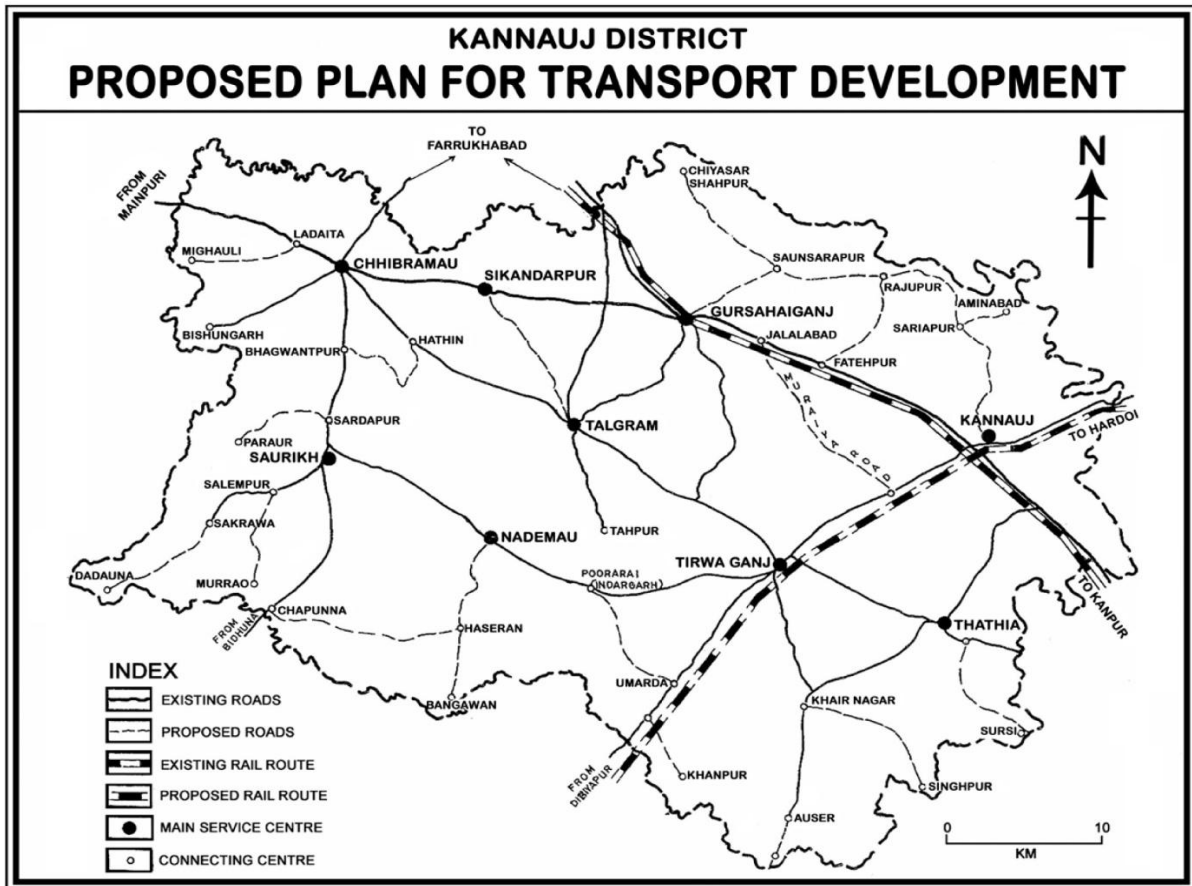 KANNAUJ DISTRICT
PROPOSED PLAN FOR TRANSPORT DEVELOPMENT
TO
FARRUKHABAD
N
FROM
MAINPURI
CHIYASAR
SHAHPUR
LADAITA
MIGHAULI
CHHIBRAMAU
SIKANDARPUR
SAUNSARAPUR
RAJUPUR
AMINABAD
GURSAHAIGANJ
SARIAPUR
BISHUNGARH
HATHIN
JALALABAD
BHAGWANTPUR
FATEHPUR
MURAIYA ROAD
SARDAPUR
TALGRAM
KANNAUJ
TO HARDOI
PARAUR
SAURIKH
SALEMPUR
SAKRAWA
NADEMAU
TAHPUR
TIRWA GANJ
POORARAI
(INDARGARH)
DADAUNA
MURRAO
TO KANPUR
CHAPUNNA
FROM
BIDHUNA
HASERAN
THATHIA
INDEX
UMARDA
KHAIR NAGAR
BANGAWAN
SURSI
EXISTING ROADS
PROPOSED ROADS
EXISTING RAIL ROUTE
PROPOSED RAIL ROUTE
MAIN SERVICE CENTRE
CONNECTING CENTRE
FROM
DIBIYAPUR
KHANPUR
SINGHPUR
AUSER
0 10
KM